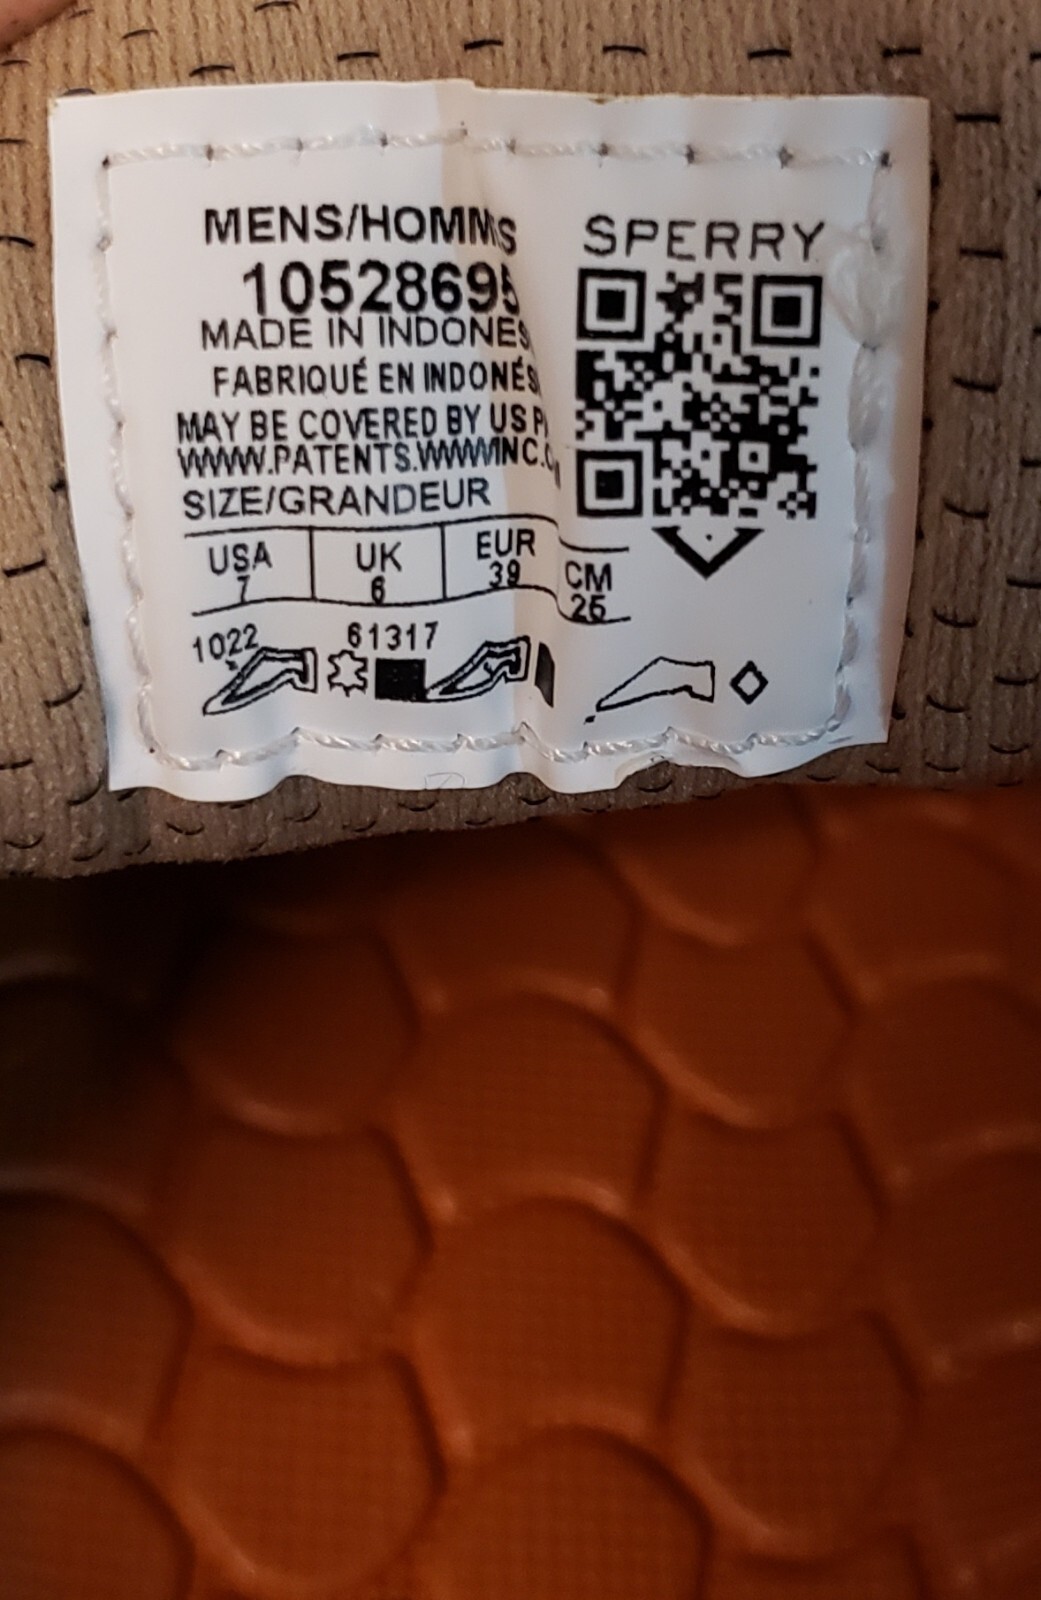 MENS/HOMMS
SPERRY
10528695
MADE IN INDONES
FABRIQUÉ EN INDONÉS
MAY BE COVERED BY US P
WWW.PATENTS.WWWINC.CO
SIZE/GRANDEUR
USA UK EUR CM
7 6 39 25
1022 61317